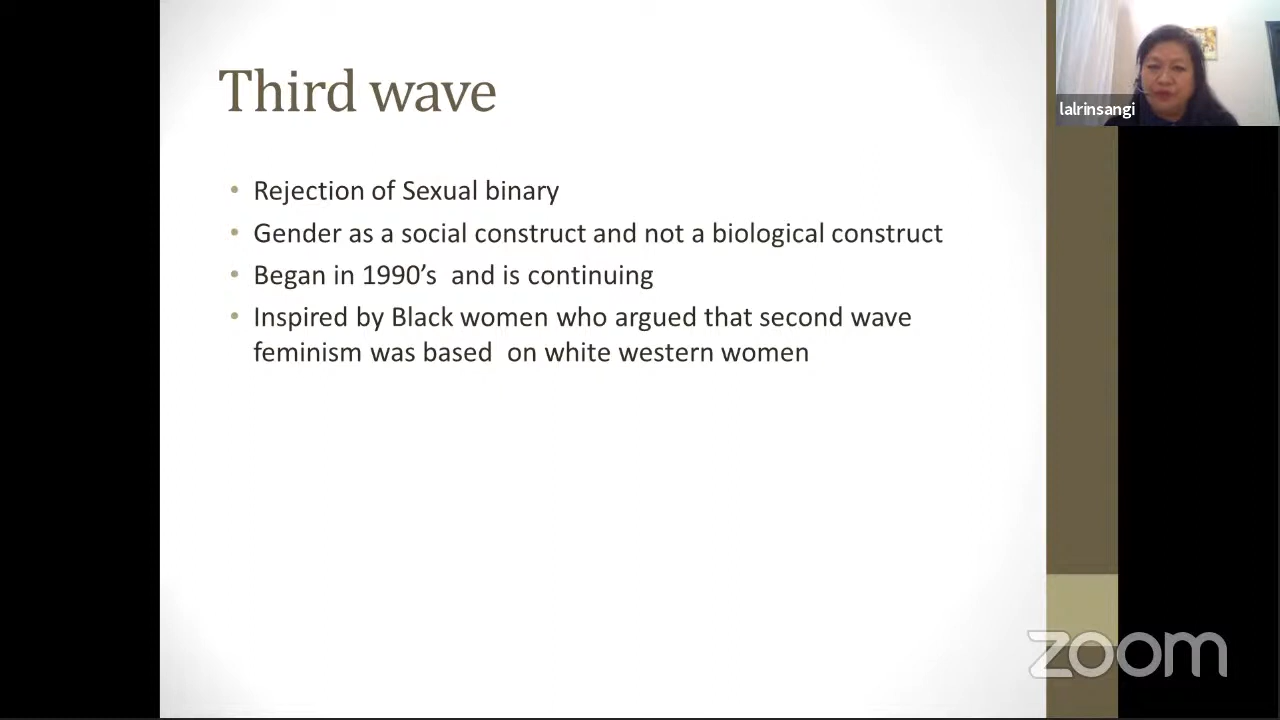 Third wave
• Rejection of Sexual binary
• Gender as a social construct and not a biological construct
• Began in 1990’s  and is continuing
• Inspired by Black women who argued that second wave
feminism was based  on white western women
lalrinsangi
zoom